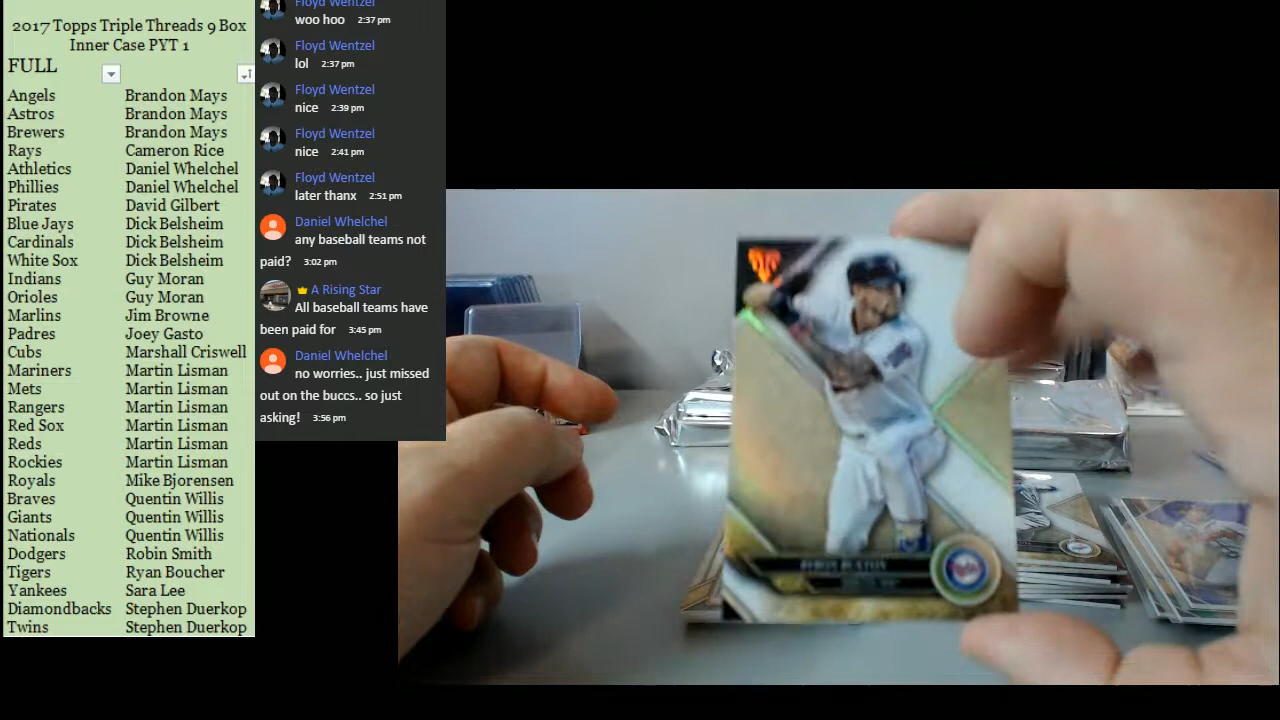 2017 Topps Triple Threads 9 Box
Inner Case PYT 1
FULL
Angels Brandon Mays
Astros Brandon Mays
Brewers Brandon Mays
Rays Cameron Rice
Athletics Daniel Whelchel
Phillies Daniel Whelchel
Pirates David Gilbert
Blue Jays Dick Belsheim
Cardinals Dick Belsheim
White Sox Dick Belsheim
Indians Guy Moran
Orioles Guy Moran
Marlins Jim Browne
Padres Joey Gasto
Cubs Marshall Criswell
Mariners Martin Lisman
Mets Martin Lisman
Rangers Martin Lisman
Red Sox Martin Lisman
Reds Martin Lisman
Rockies Martin Lisman
Royals Mike Bjorensen
Braves Quentin Willis
Giants Quentin Willis
Nationals Quentin Willis
Dodgers Robin Smith
Tigers Ryan Boucher
Yankees Sara Lee
Diamondbacks Stephen Duerkop
Twins Stephen Duerkop
Floyd Wentzel
woo hoo 2:37 pm
Floyd Wentzel
lol 2:37 pm
Floyd Wentzel
nice 2:39 pm
Floyd Wentzel
nice 2:41 pm
Floyd Wentzel
later thanx 2:51 pm
Daniel Whelchel
any baseball teams not
paid? 3:02 pm
A Rising Star
All baseball teams have
been paid for 3:45 pm
Daniel Whelchel
no worries.. just missed
out on the buccs.. so just
asking! 3:56 pm
BYRON BUXTON